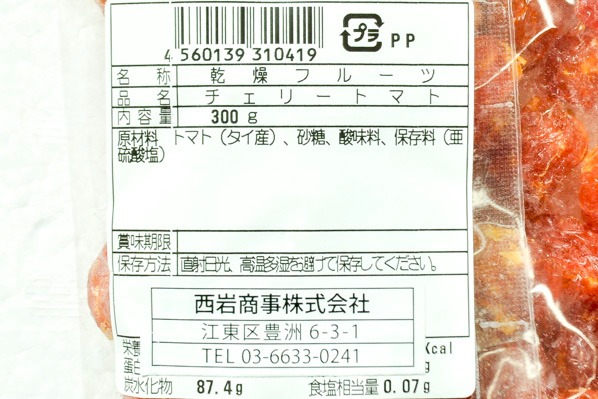 プラ PP
4 560139 310419
名称 乾燥フルーツ
品名 チェリートマト
内容量 300g
原材料 トマト(タイ産)、砂糖、酸味料、保存料(亜
硫酸塩)
賞味期限
保存方法 直射日光、高温多湿を避けて保存してください。
西岩商事株式会社
江東区豊洲 6-3-1
TEL 03-6633-0241
Kcal
g
炭水化物 87.4g 食塩相当量 0.07g